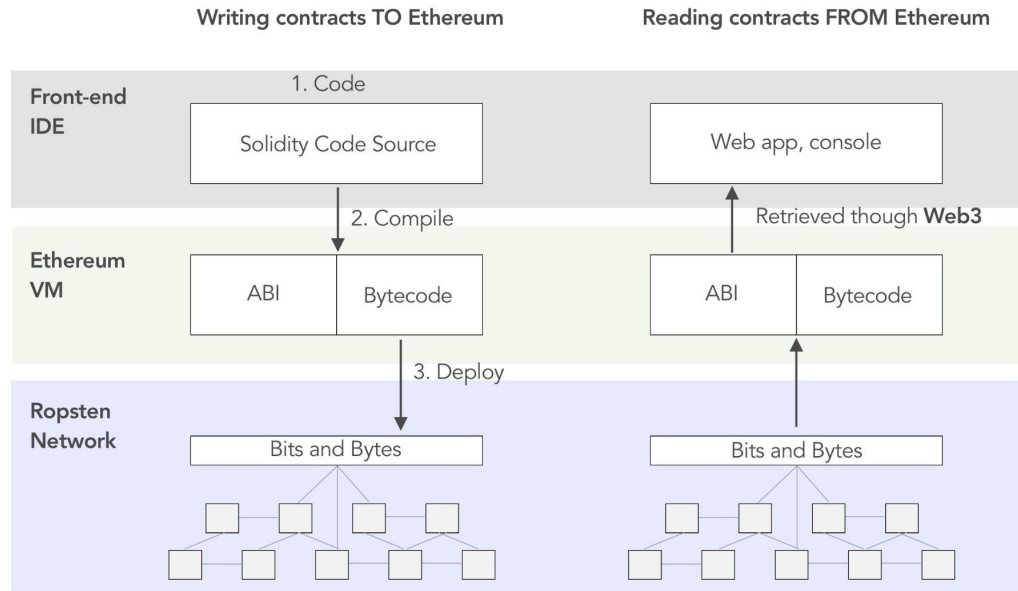 Writing contracts TO Ethereum
Reading contracts FROM Ethereum
Front-end
IDE
1. Code
Solidity Code Source
Web app, console
2. Compile
Retrieved though Web3
Ethereum
VM
ABI
Bytecode
ABI
Bytecode
3. Deploy
Ropsten
Network
Bits and Bytes
Bits and Bytes